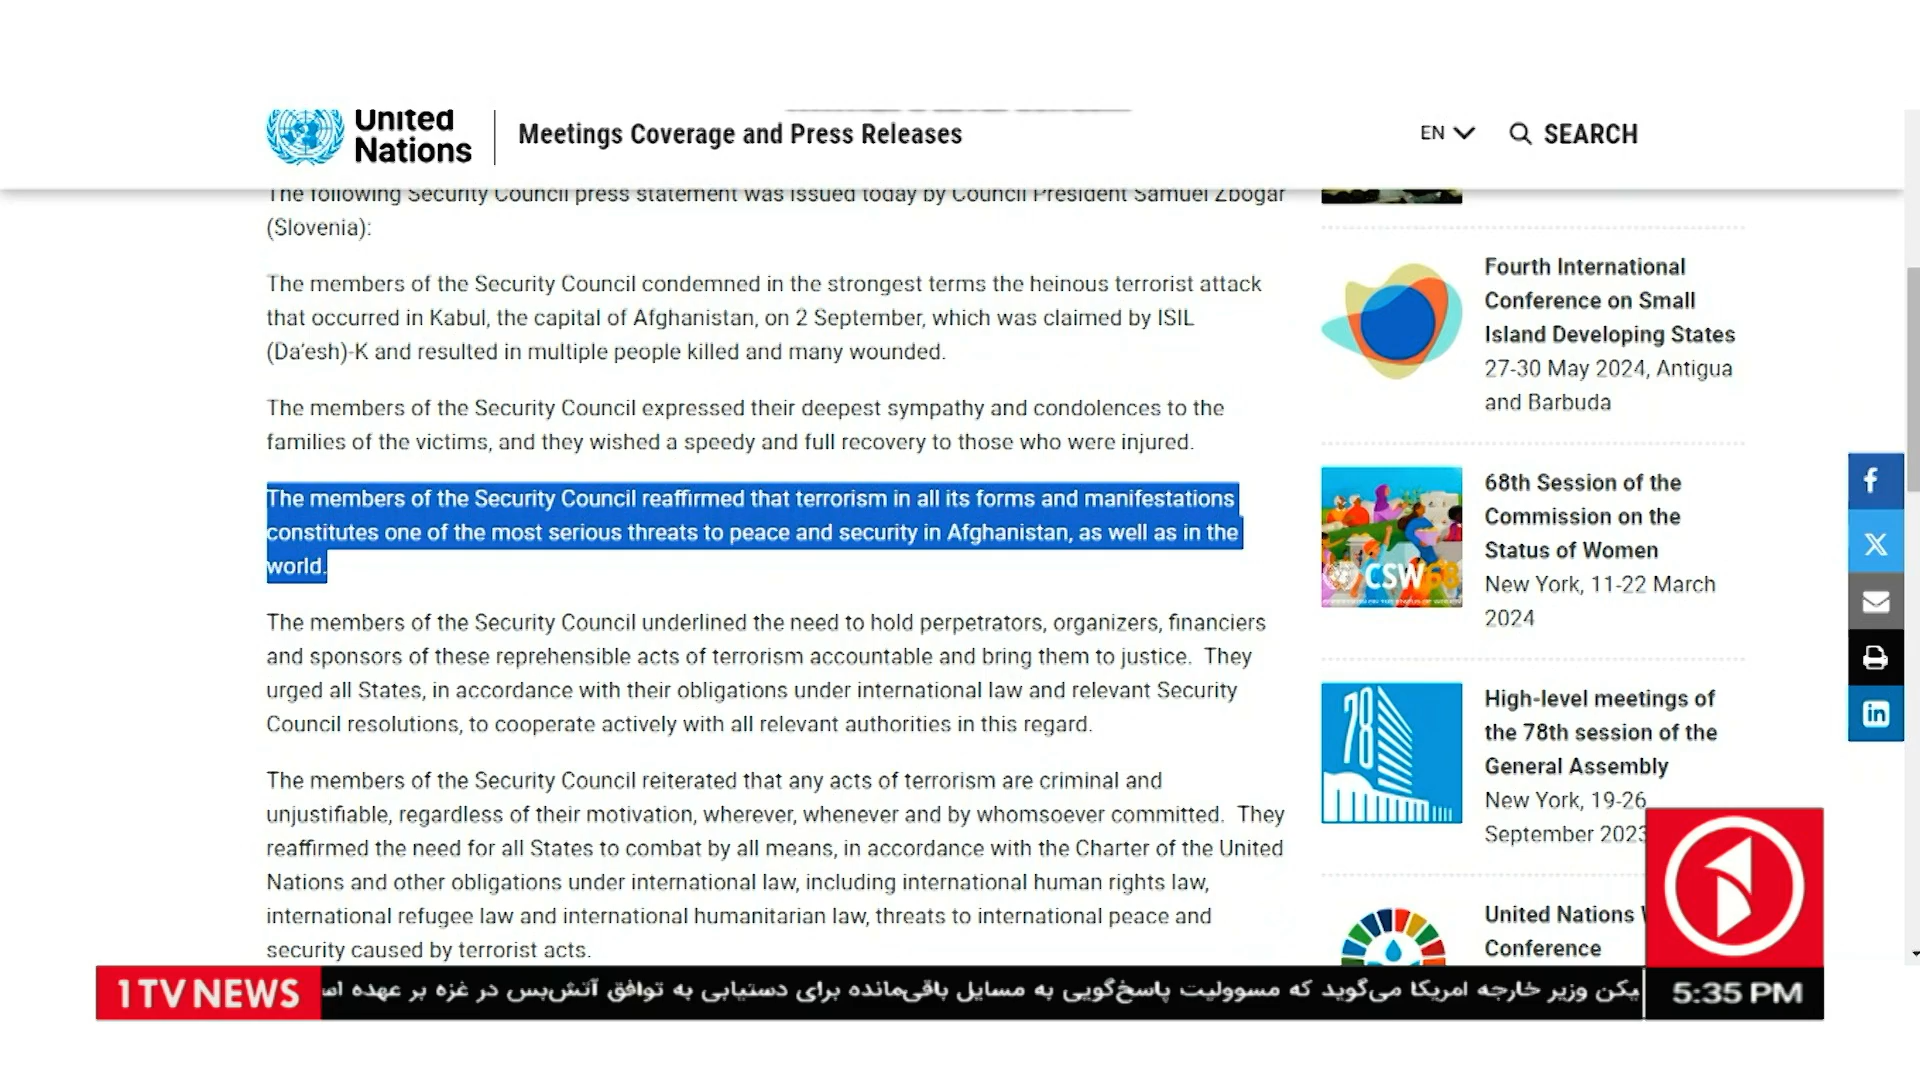 United
Nations
Meetings Coverage and Press Releases
EN
SEARCH
The following Security Council press statement was issued today by Council President Samuel Žbogar
(Slovenia):
The members of the Security Council condemned in the strongest terms the heinous terrorist attack
that occurred in Kabul, the capital of Afghanistan, on 2 September, which was claimed by ISIL
(Da’esh)-K and resulted in multiple people killed and many wounded.
The members of the Security Council expressed their deepest sympathy and condolences to the
families of the victims, and they wished a speedy and full recovery to those who were injured.
The members of the Security Council reaffirmed that terrorism in all its forms and manifestations
constitutes one of the most serious threats to peace and security in Afghanistan, as well as in the
world.
The members of the Security Council underlined the need to hold perpetrators, organizers, financiers
and sponsors of these reprehensible acts of terrorism accountable and bring them to justice.  They
urged all States, in accordance with their obligations under international law and relevant Security
Council resolutions, to cooperate actively with all relevant authorities in this regard.
The members of the Security Council reiterated that any acts of terrorism are criminal and
unjustifiable, regardless of their motivation, wherever, whenever and by whomsoever committed.  They
reaffirmed the need for all States to combat by all means, in accordance with the Charter of the United
Nations and other obligations under international law, including international human rights law,
international refugee law and international humanitarian law, threats to international peace and
security caused by terrorist acts.
Fourth International
Conference on Small
Island Developing States
27-30 May 2024, Antigua
and Barbuda
CSW68
68th Session of the
Commission on the
Status of Women
New York, 11-22 March
2024
78
High-level meetings of
the 78th session of the
General Assembly
New York, 19-26
September 2023
United Nations
Conference
1TV NEWS
یکن وزیر خارجه امریکا می‌گوید که مسوولیت پاسخ‌گویی به مسایل باقی‌مانده برای دستیابی به توافق آتش‌بس در غزه بر عهده اس
5:35 PM